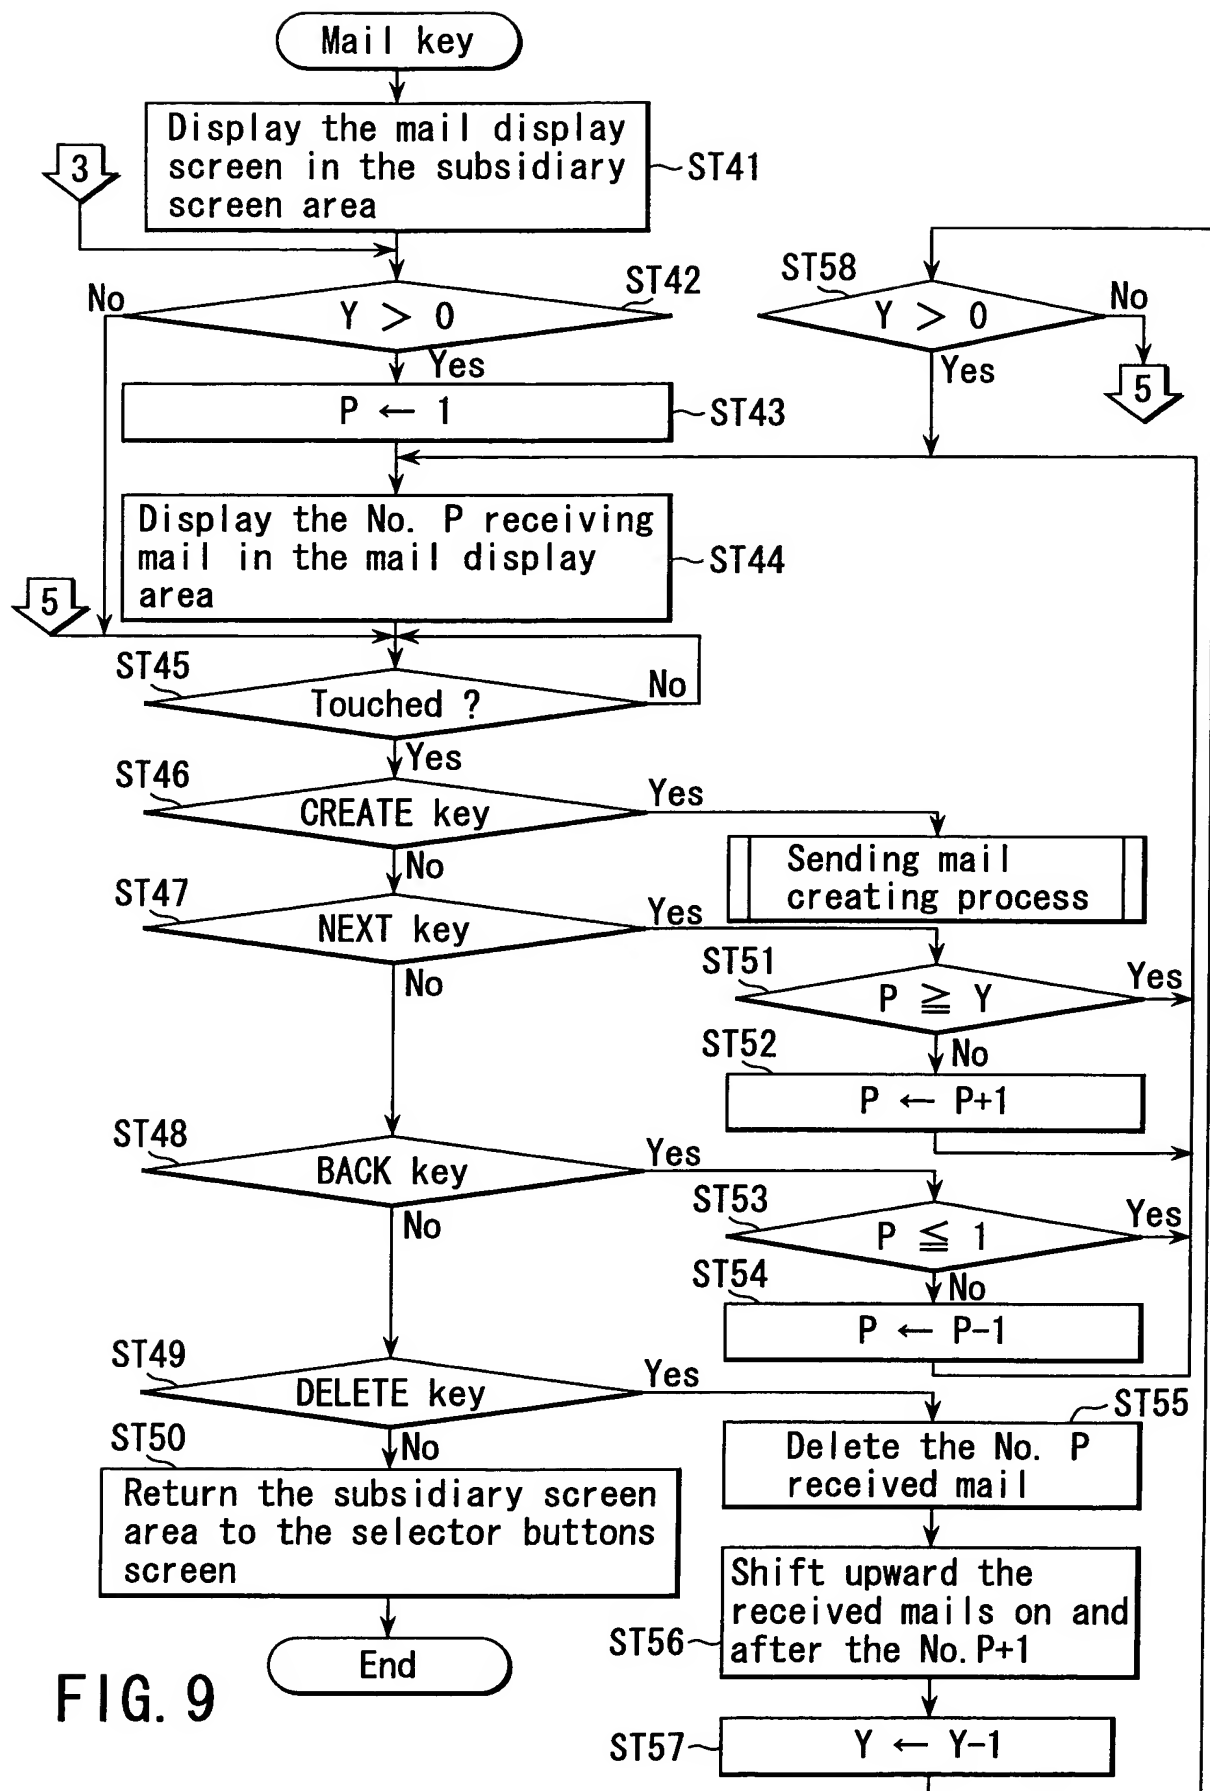 Mail key
Display the mail display
screen in the subsidiary
screen area
ST41
3
ST42
No
Y > 0
Yes
ST58
Y > 0
No
Yes
5
P ← 1
ST43
Display the No. P receiving
mail in the mail display
area
ST44
5
ST45
Touched ?
No
Yes
ST46
CREATE key
Yes
No
Sending mail
creating process
ST47
NEXT key
Yes
No
ST51
P ≧ Y
Yes
No
ST52
P ← P+1
ST48
BACK key
Yes
No
ST53
P ≦ 1
Yes
No
ST54
P ← P-1
ST49
DELETE key
Yes
No
ST55
Delete the No. P
received mail
ST50
Return the subsidiary screen
area to the selector buttons
screen
Shift upward the
received mails on and
after the No. P+1
ST56
End
ST57
Y ← Y-1
FIG. 9